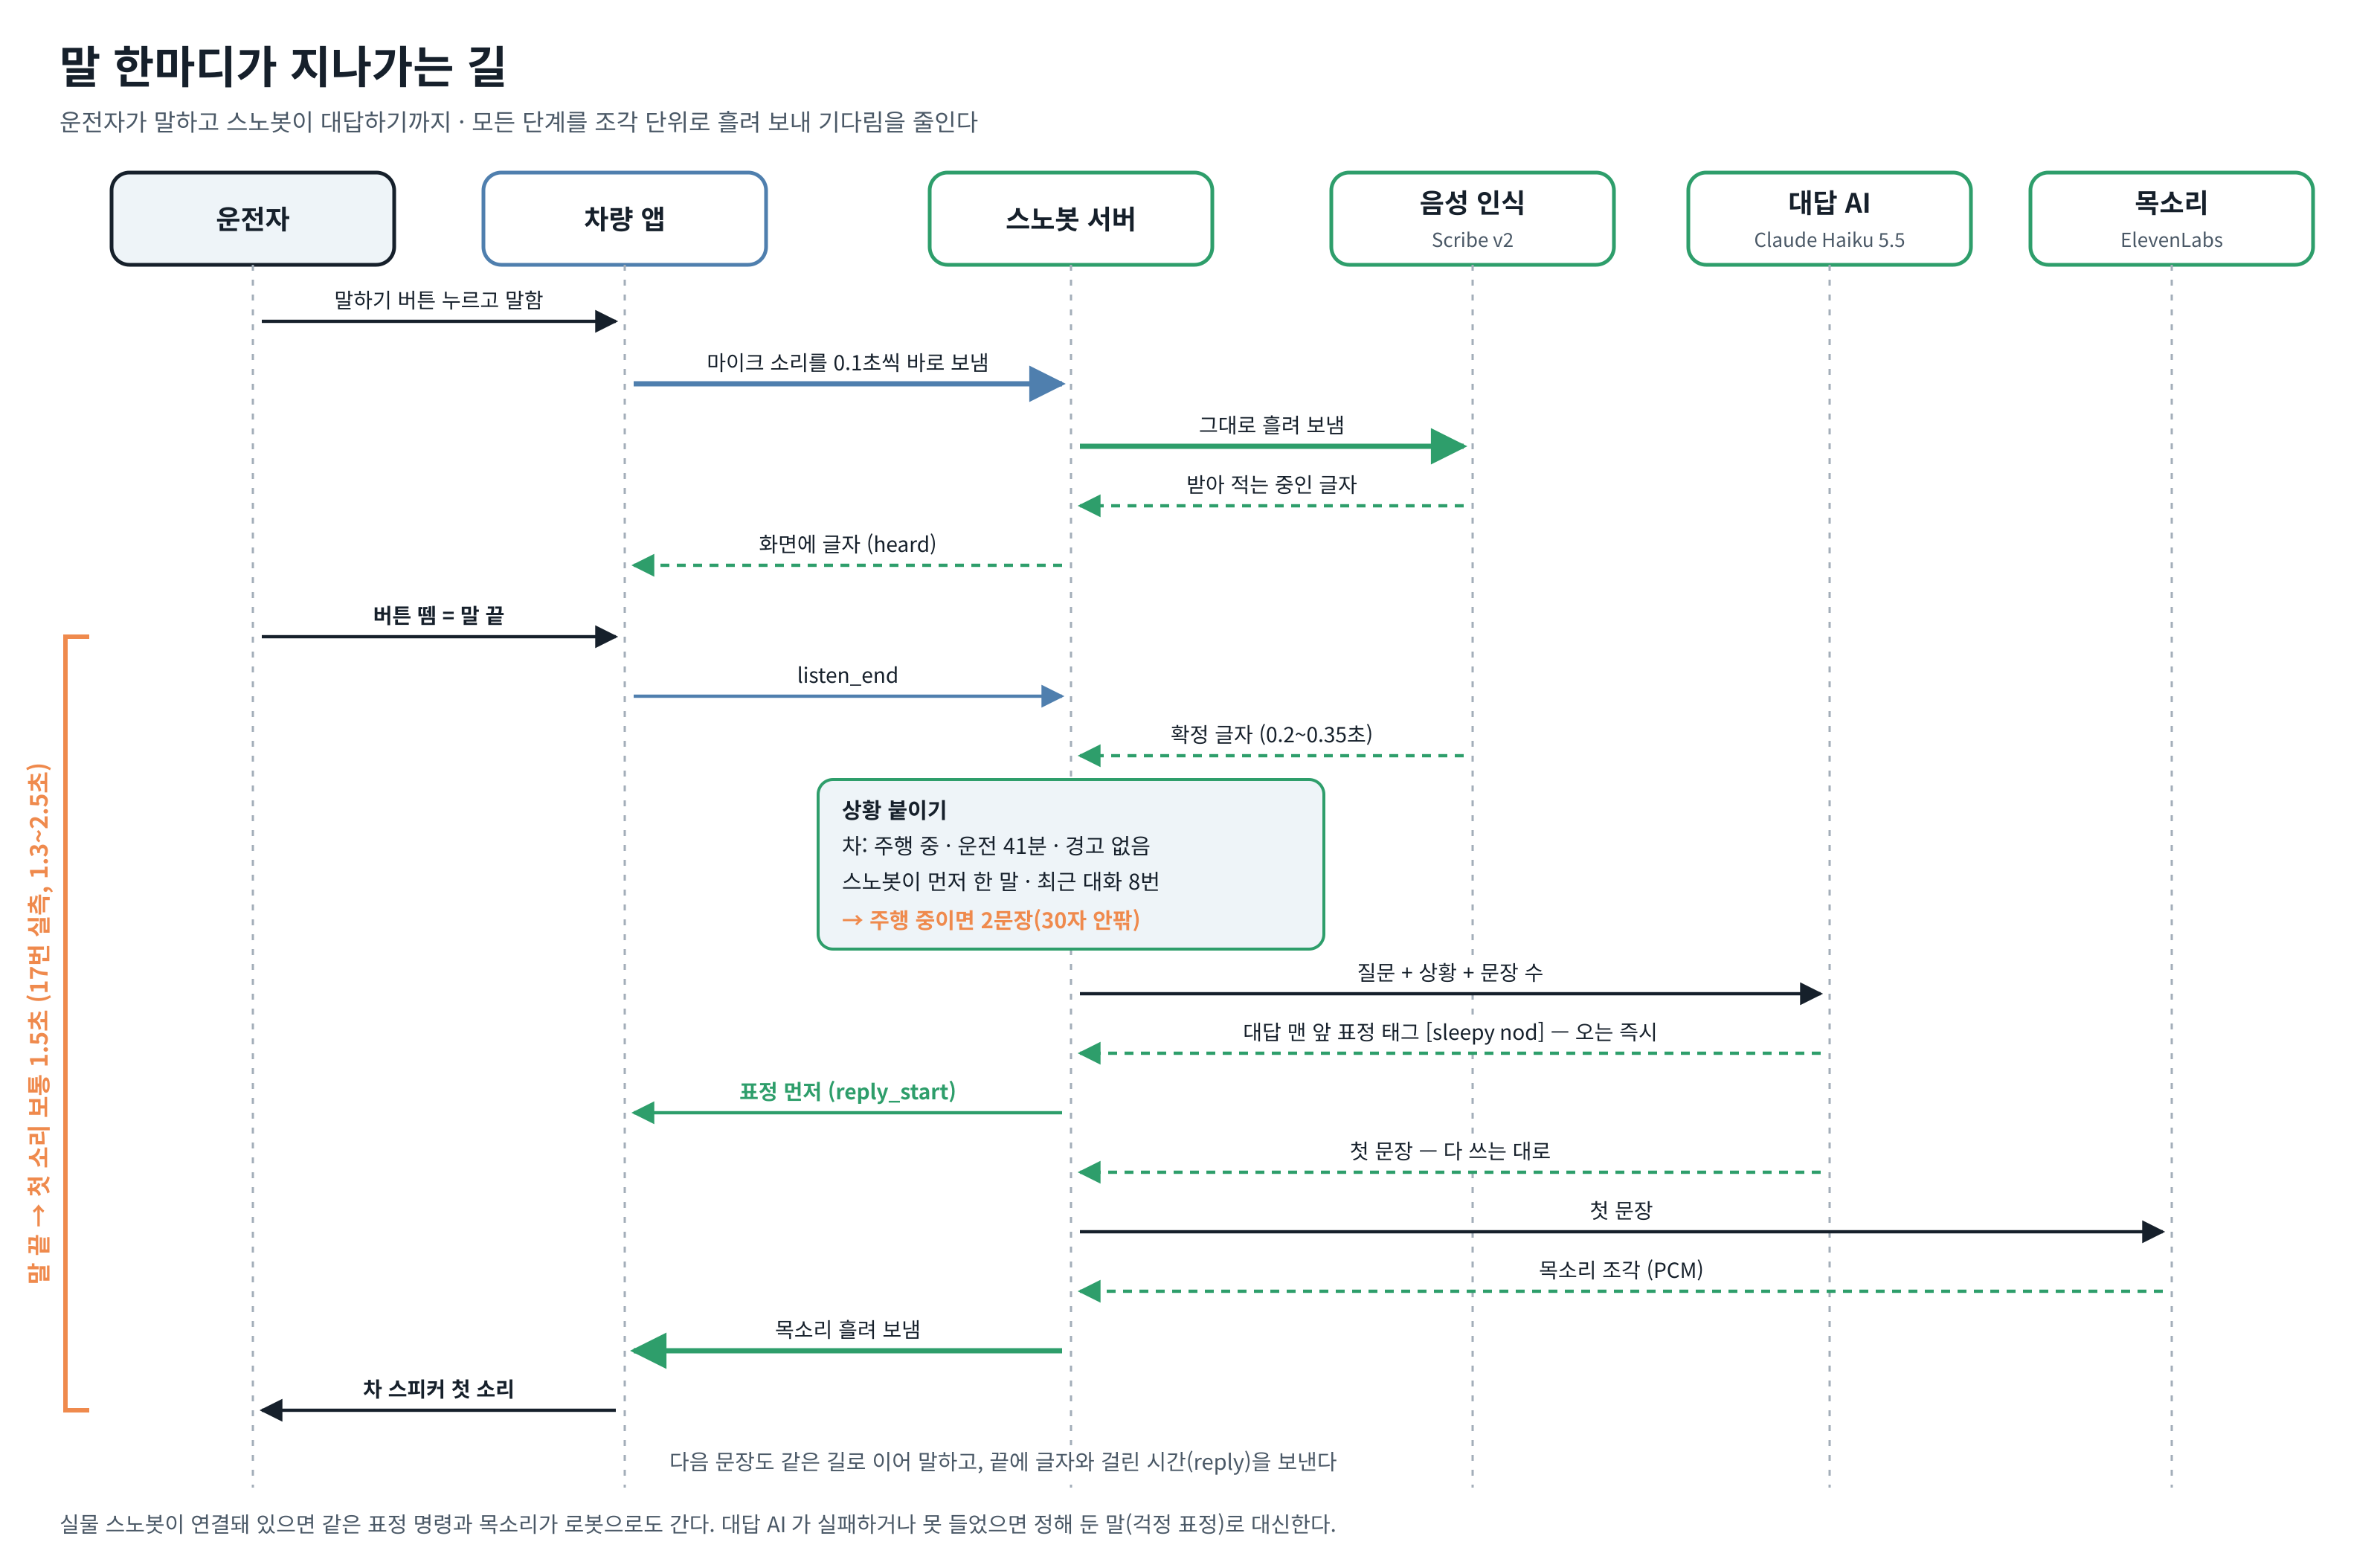 말 한마디가 지나가는 길
운전자가 말하고 스노봇이 대답하기까지 · 모든 단계를 조각 단위로 흘려 보내 기다림을 줄인다
운전자
차량 앱
스노봇 서버
음성 인식
Scribe v2
대답 AI
Claude Haiku 5.5
목소리
ElevenLabs
말하기 버튼 누르고 말함
마이크 소리를 0.1초씩 바로 보냄
그대로 흘려 보냄
받아 적는 중인 글자
화면에 글자 (heard)
버튼 뗌 = 말 끝
listen_end
확정 글자 (0.2~0.35초)
말 끝 → 첫 소리 보통 1.5초 (17번 실측, 1.3~2.5초)
상황 붙이기
차: 주행 중 · 운전 41분 · 경고 없음
스노봇이 먼저 한 말 · 최근 대화 8번
→ 주행 중이면 2문장(30자 안팎)
질문 + 상황 + 문장 수
대답 맨 앞 표정 태그 [sleepy nod] — 오는 즉시
표정 먼저 (reply_start)
첫 문장 — 다 쓰는 대로
첫 문장
목소리 조각 (PCM)
목소리 흘려 보냄
차 스피커 첫 소리
다음 문장도 같은 길로 이어 말하고, 끝에 글자와 걸린 시간(reply)을 보낸다
실물 스노봇이 연결돼 있으면 같은 표정 명령과 목소리가 로봇으로도 간다. 대답 AI 가 실패하거나 못 들었으면 정해 둔 말(걱정 표정)로 대신한다.